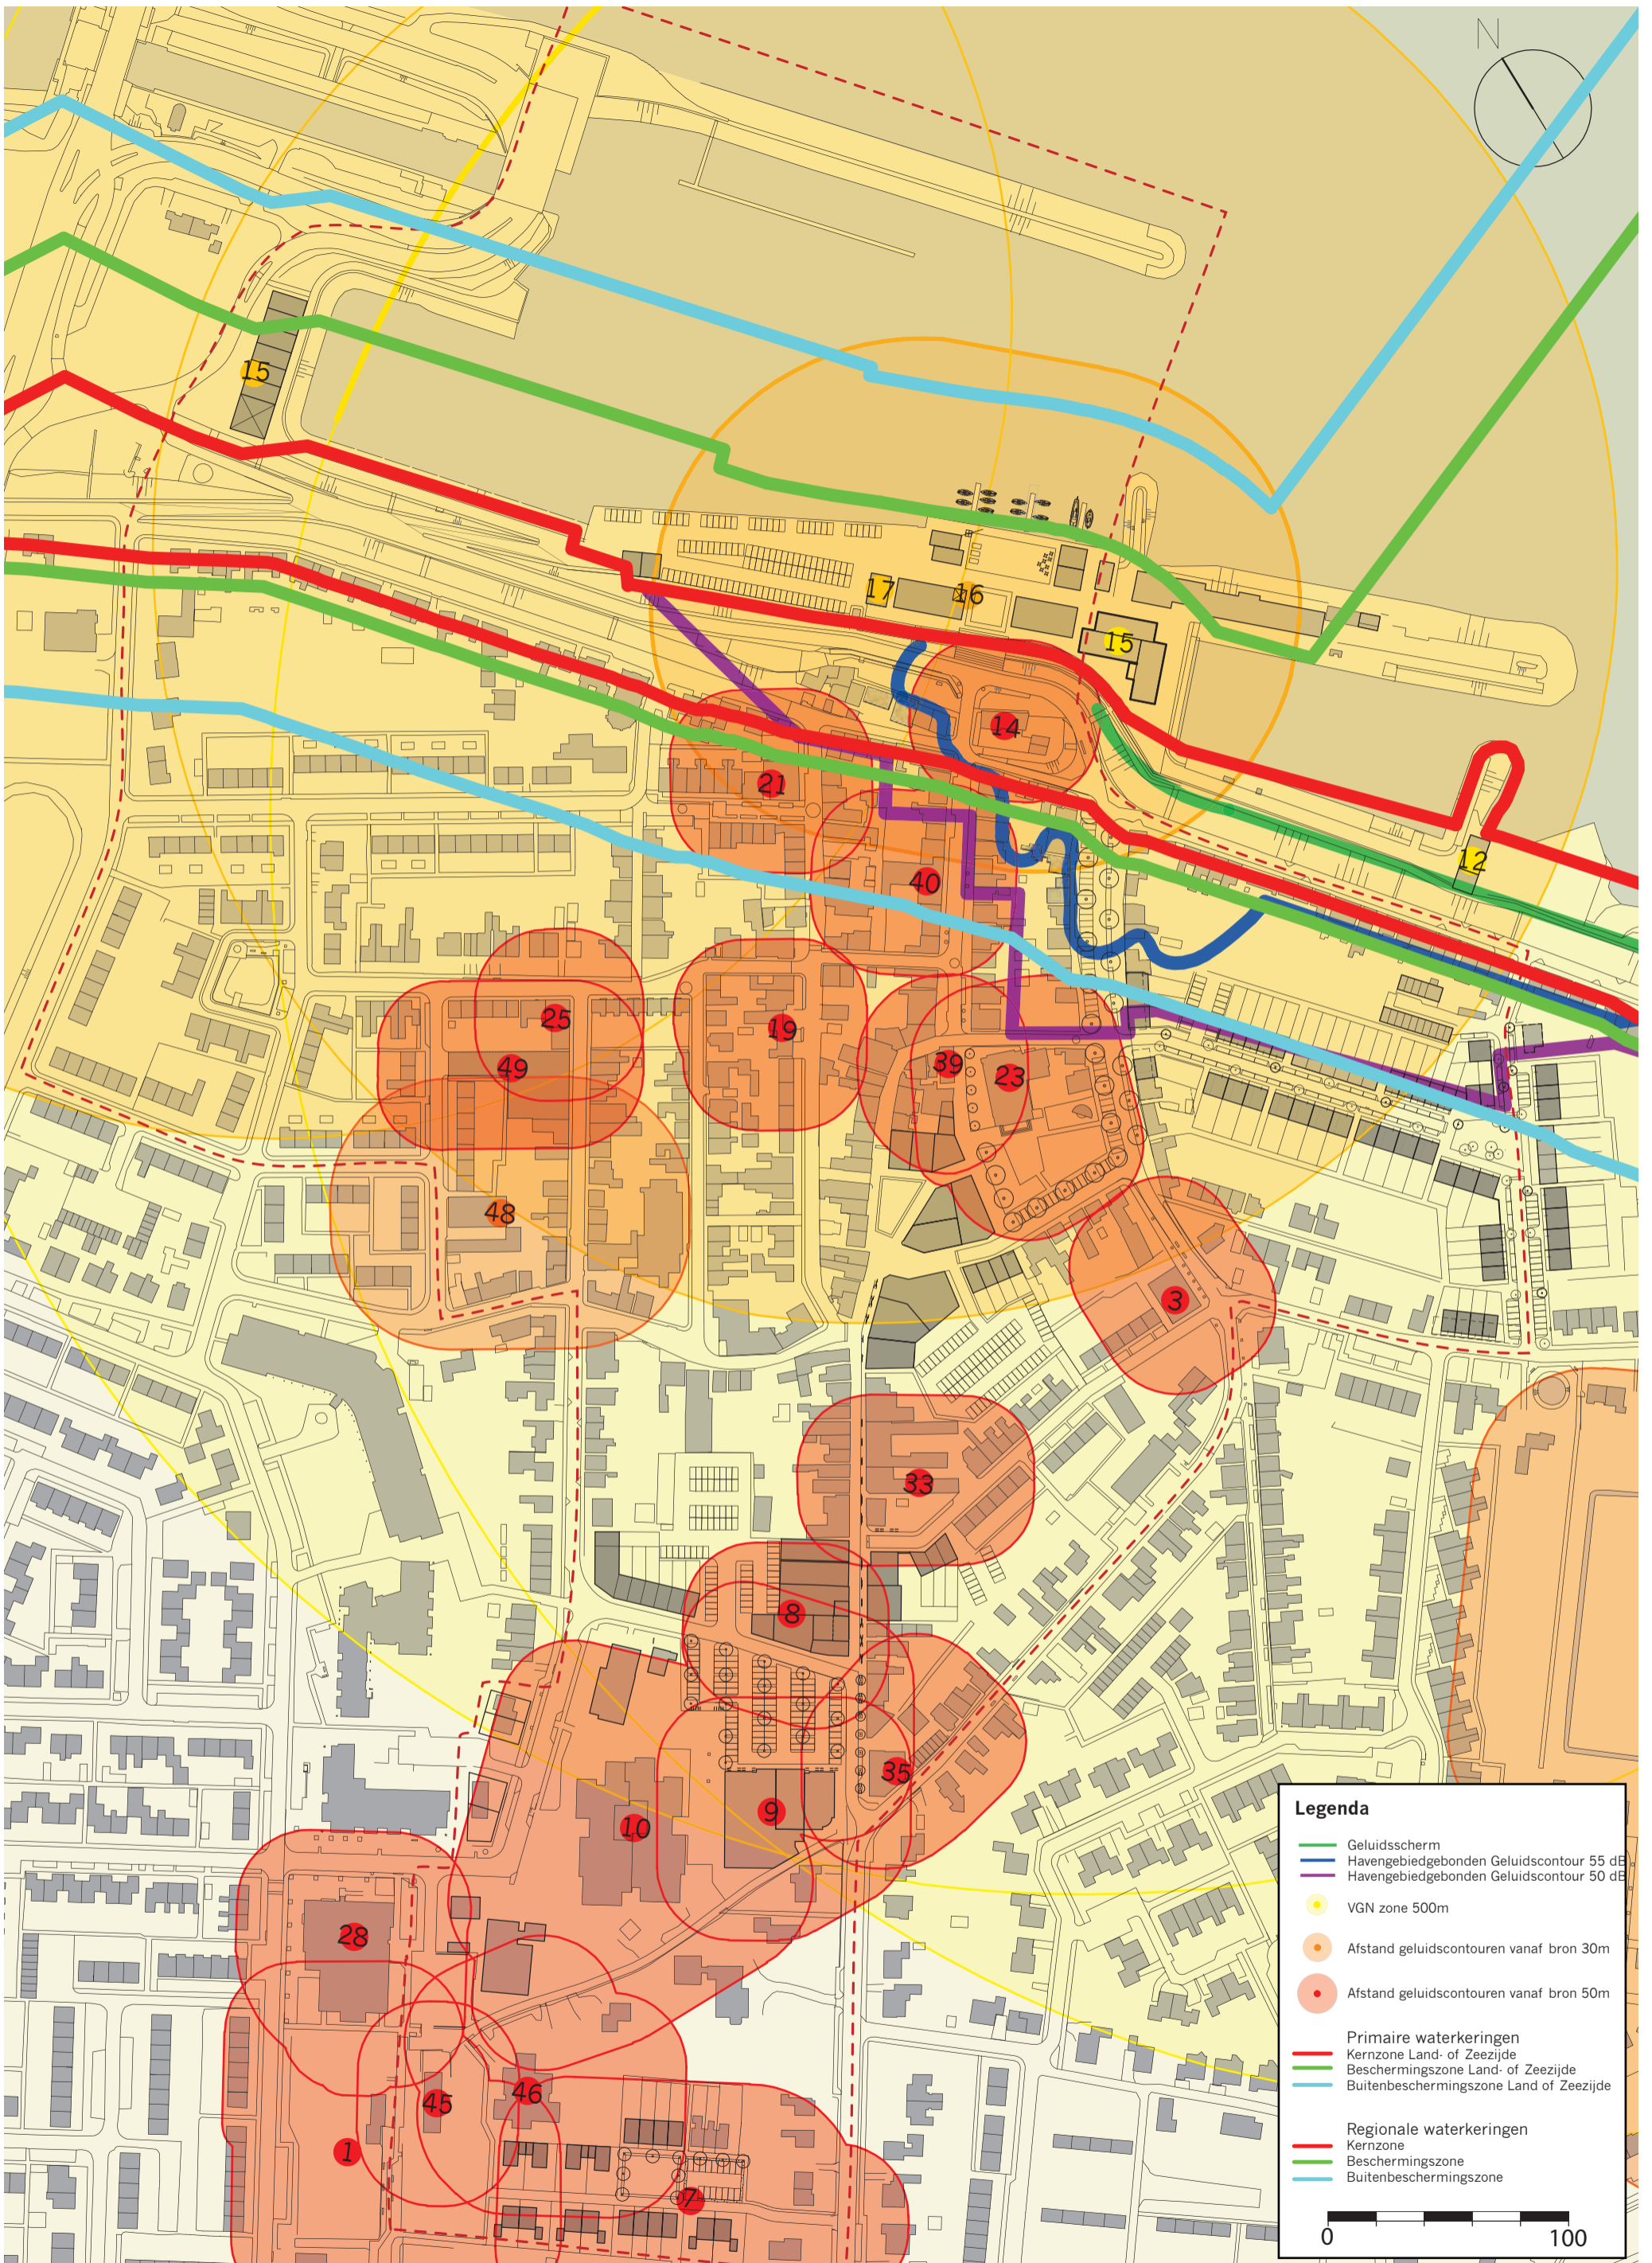 N
15
17
16
15
14
21
12
40
25
19
49
39
23
48
3
33
8
35
9
10
28
46
45
1
7
Legenda
Geluidsscherm
Havengebiedgebonden Geluidscontour 55 dB
Havengebiedgebonden Geluidscontour 50 dB
VGN zone 500m
Afstand geluidscontouren vanaf bron 30m
Afstand geluidscontouren vanaf bron 50m
Primaire waterkeringen
Kernzone Land- of Zeezijde
Beschermingszone Land- of Zeezijde
Buitenbeschermingszone Land of Zeezijde
Regionale waterkeringen
Kernzone
Beschermingszone
Buitenbeschermingszone
0 100